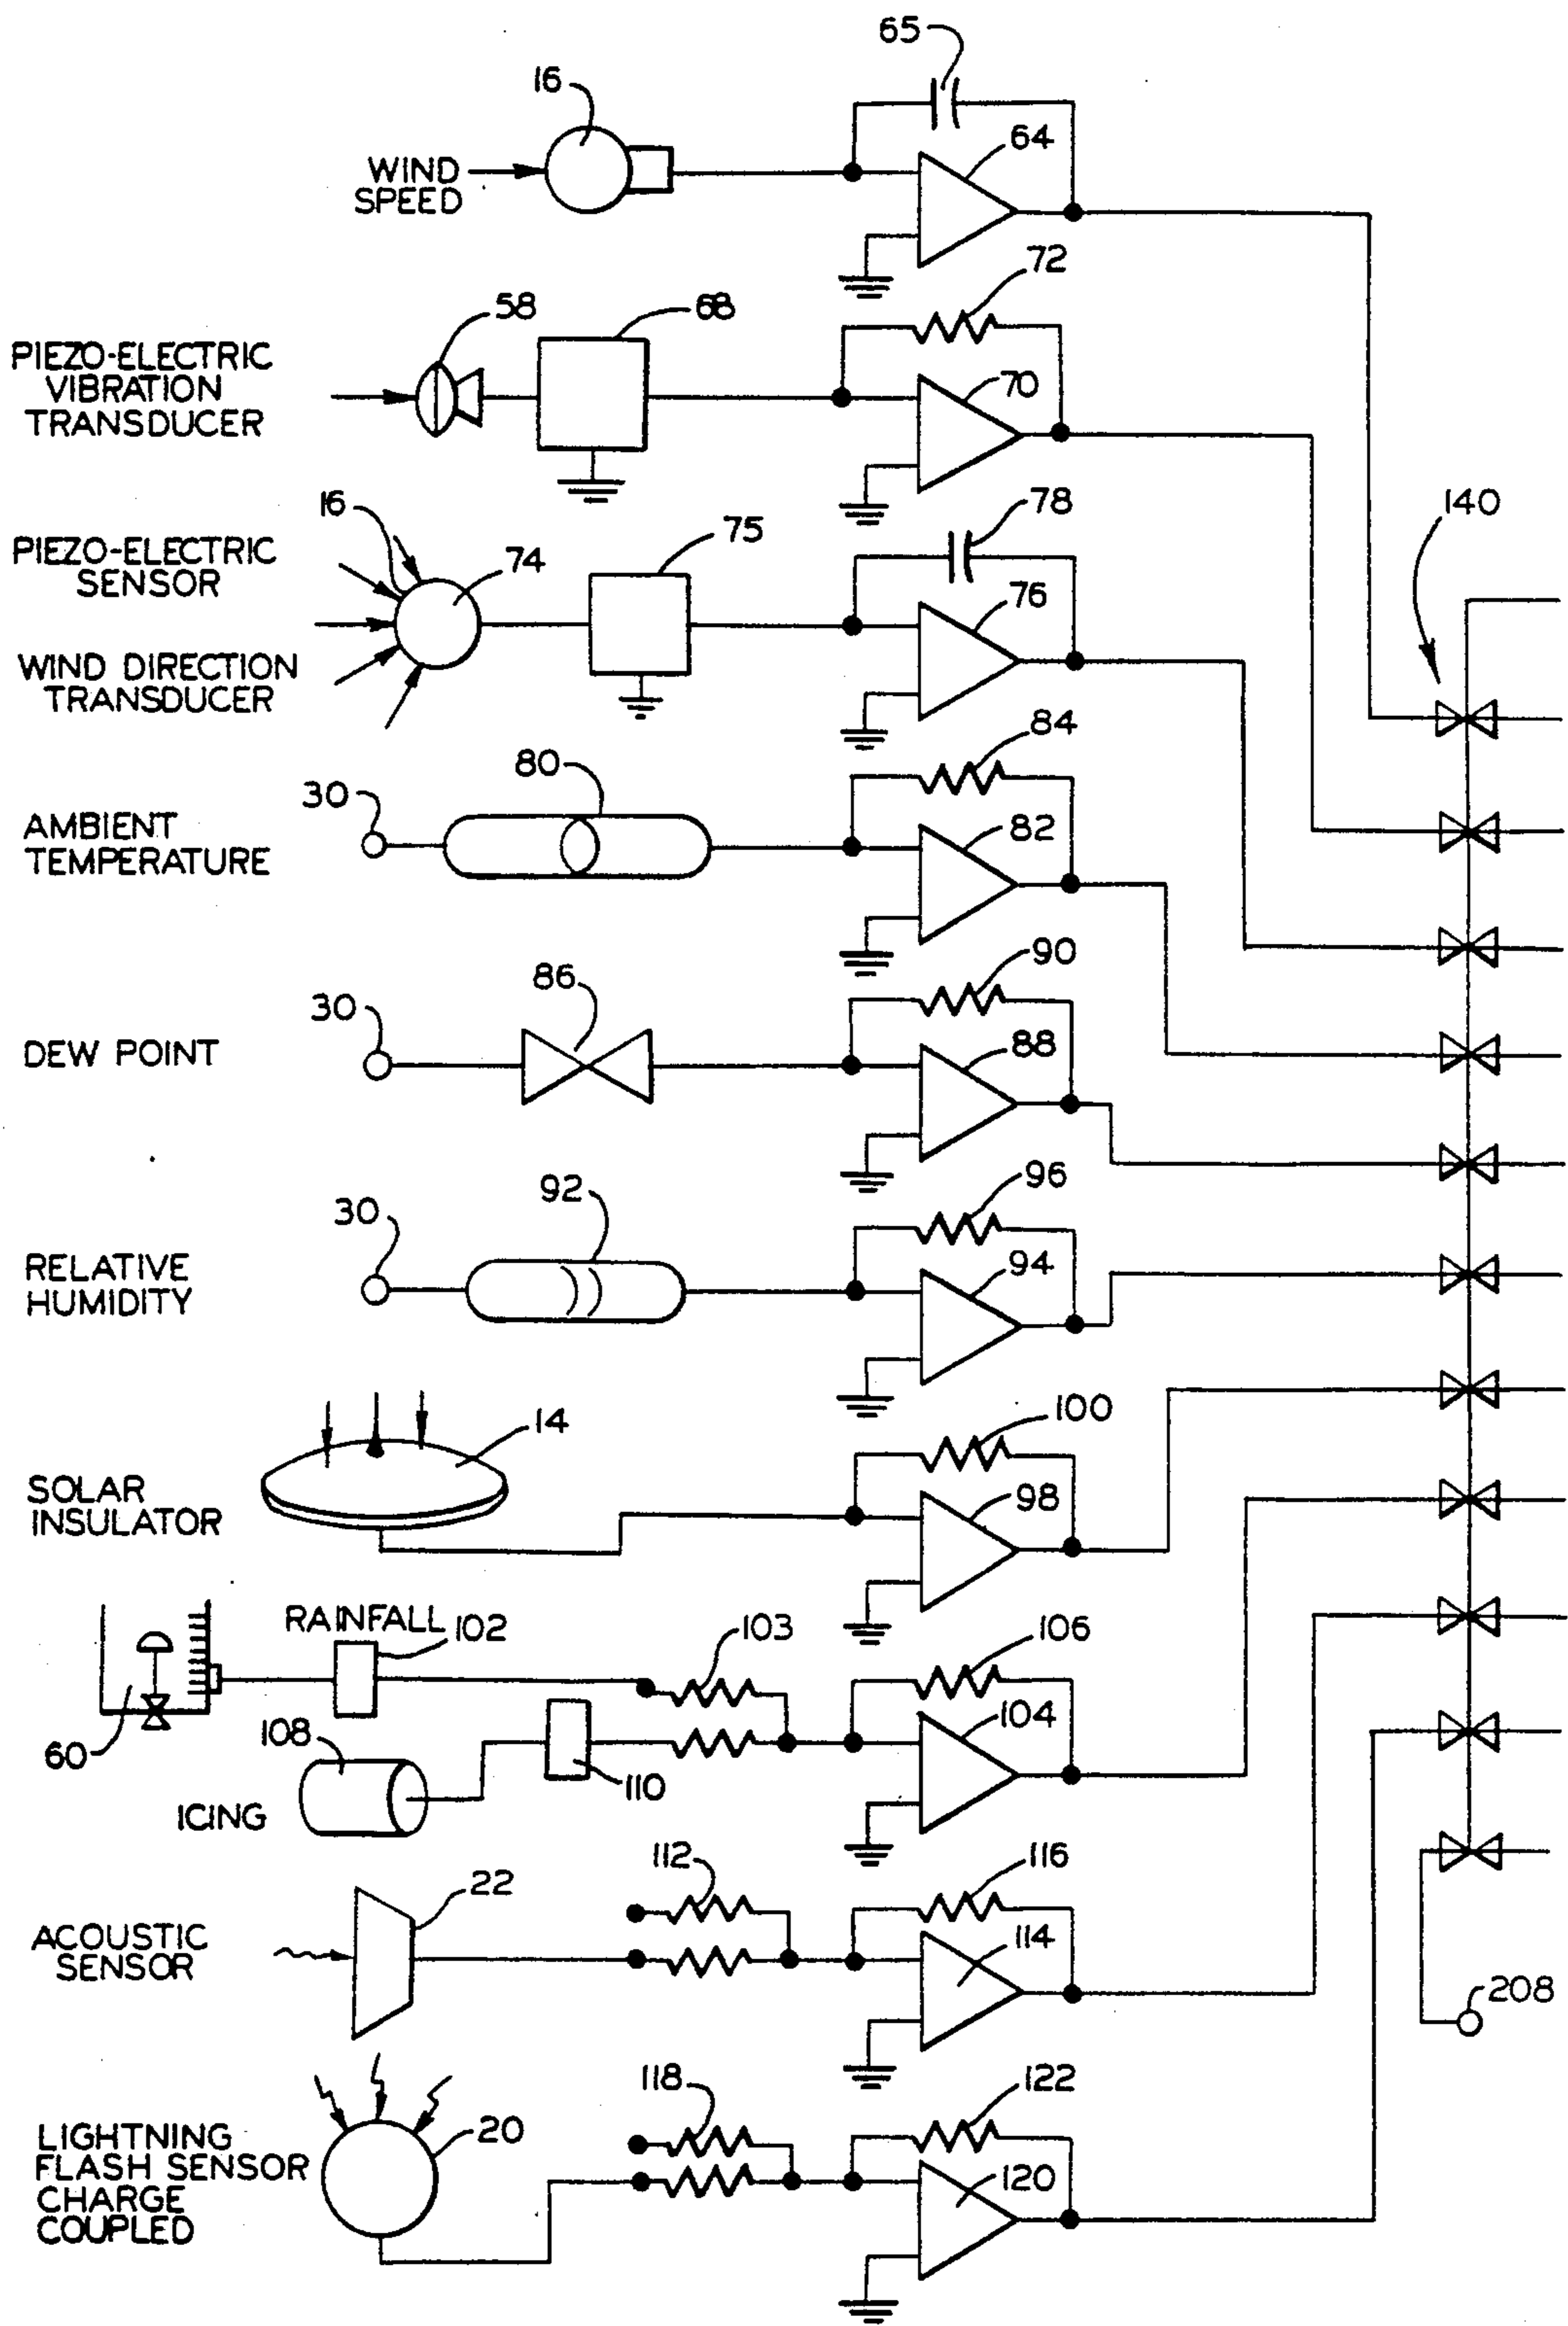 65
16
64
WIND
SPEED
72
58
68
PIEZO-ELECTRIC
VIBRATION
TRANSDUCER
70
16
78
140
PIEZO-ELECTRIC
SENSOR
74
75
76
WIND DIRECTION
TRANSDUCER
84
80
30
AMBIENT
TEMPERATURE
82
90
86
30
DEW POINT
88
96
92
30
RELATIVE
HUMIDITY
94
100
14
SOLAR
INSULATOR
98
RAINFALL
102
103
106
104
60
108
110
ICING
112
116
22
ACOUSTIC
SENSOR
114
208
118
122
LIGHTNING
FLASH SENSOR
CHARGE
COUPLED
20
120